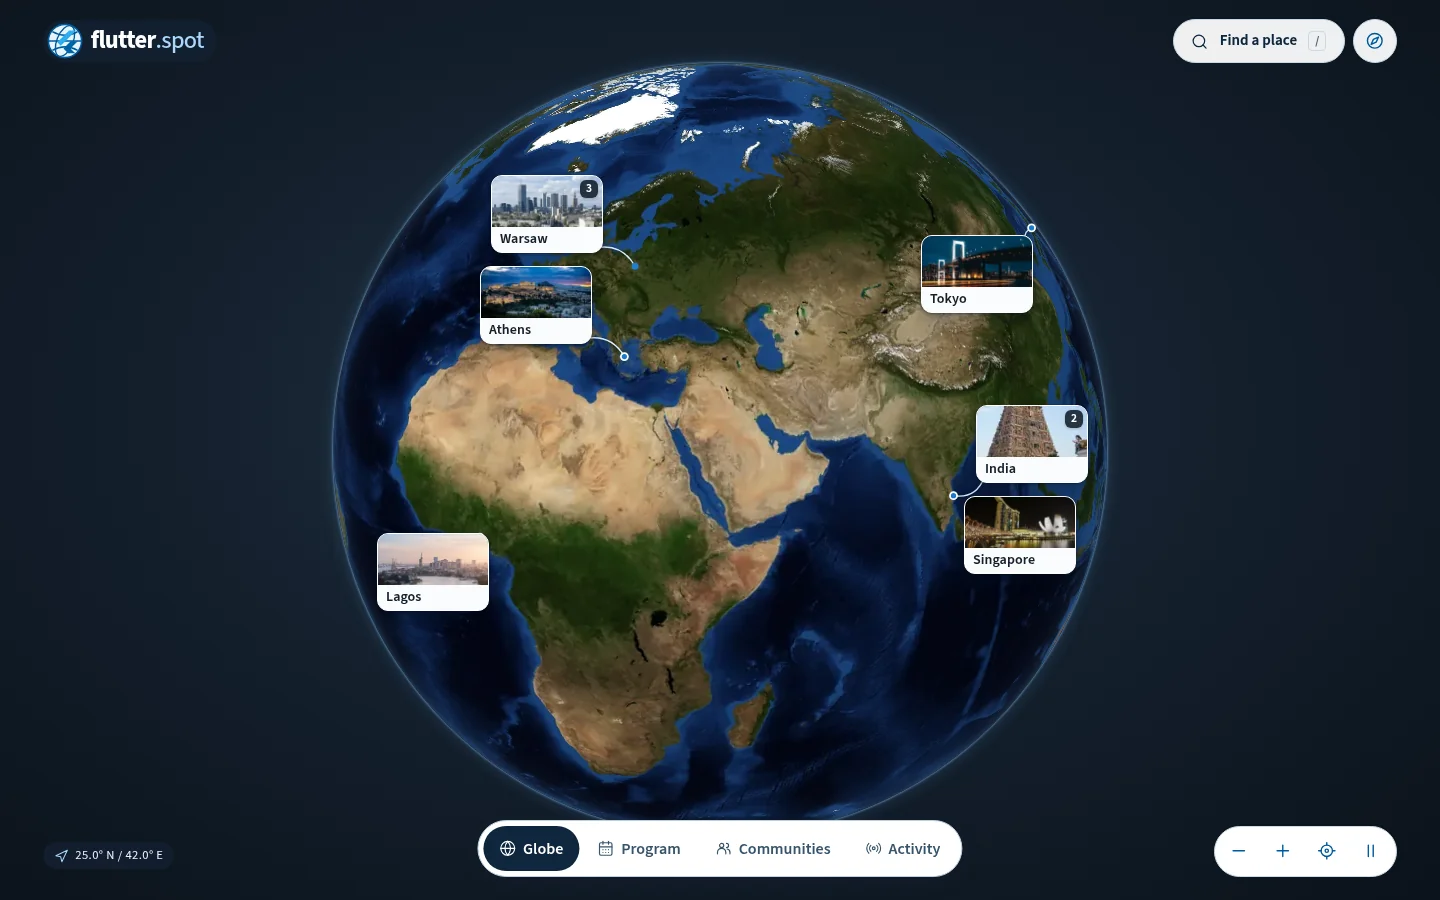 flutter.spot
Find a place /
3
Warsaw
Athens
Tokyo
2
India
Singapore
Lagos
25.0° N / 42.0° E
Globe Program Communities Activity